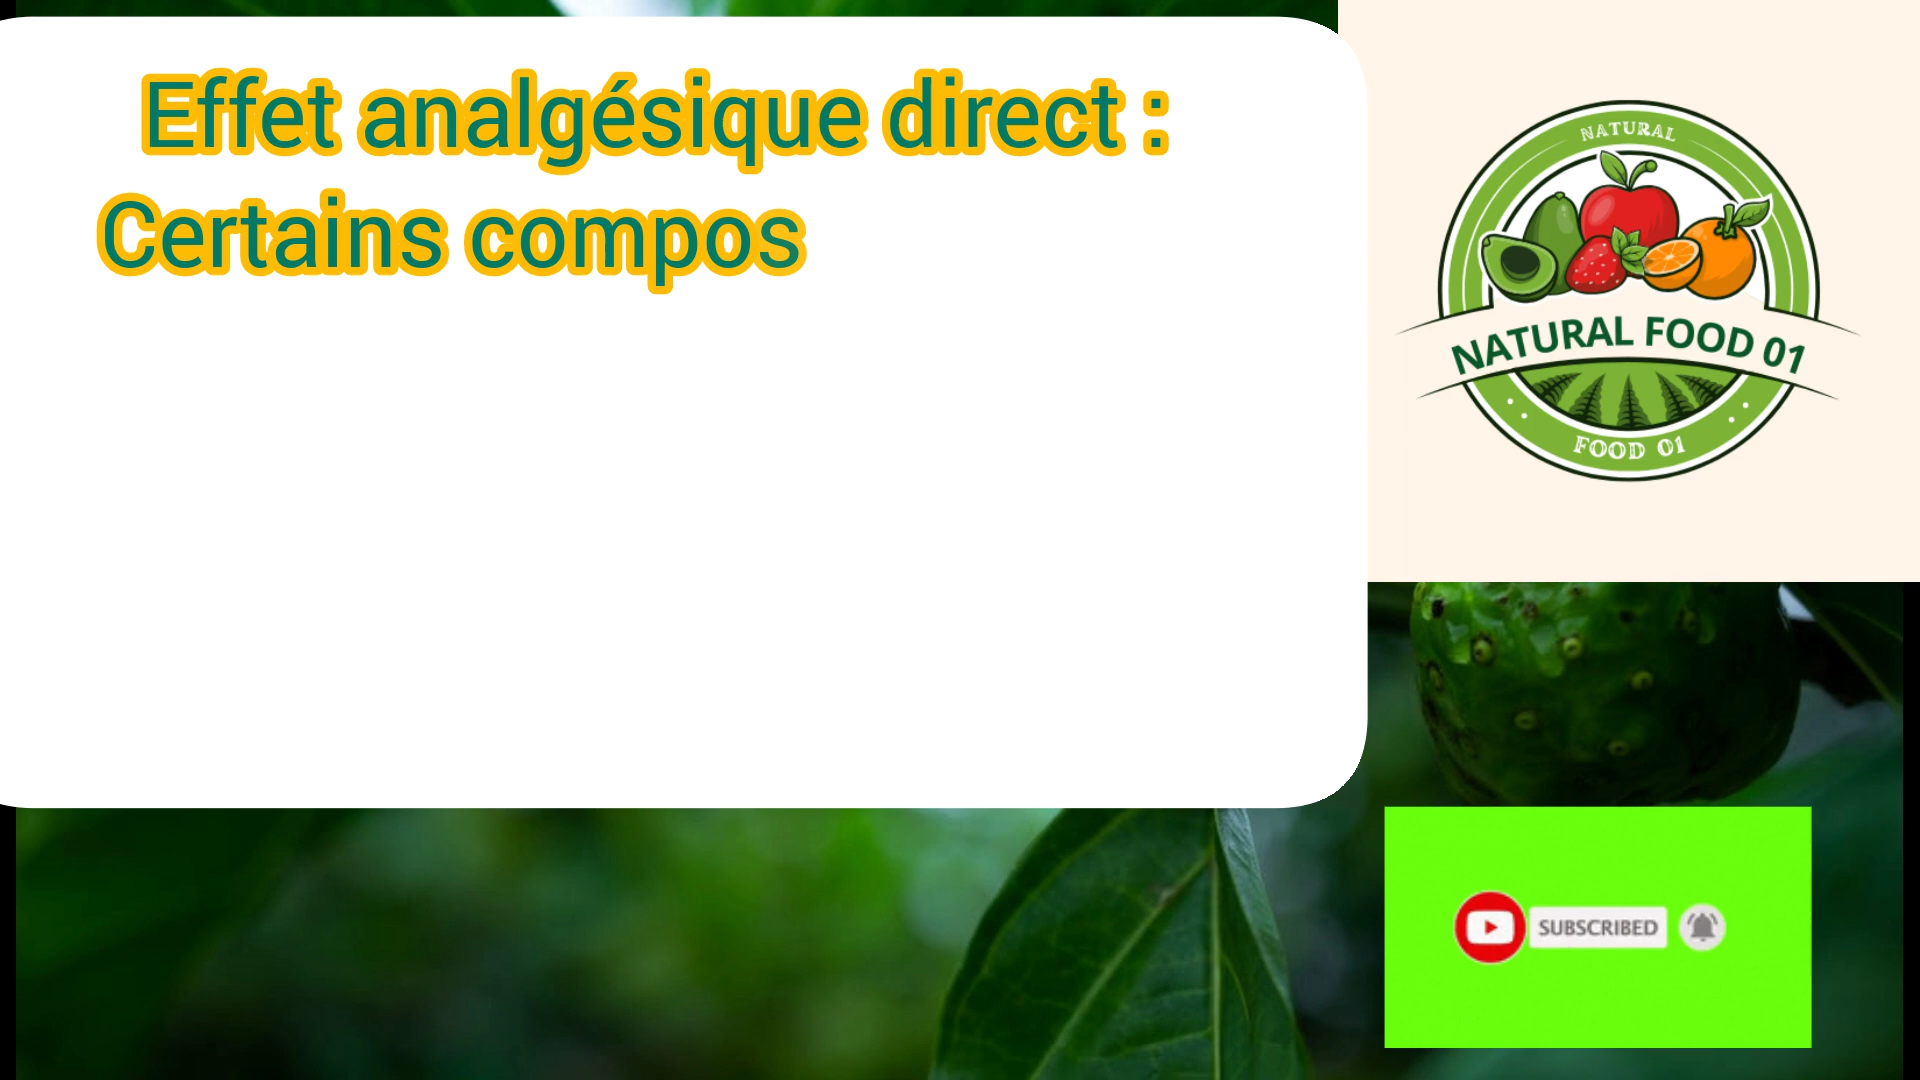 Effet analgésique direct :
Certains compos
NATURAL
NATURAL FOOD 01
FOOD 01
SUBSCRIBED